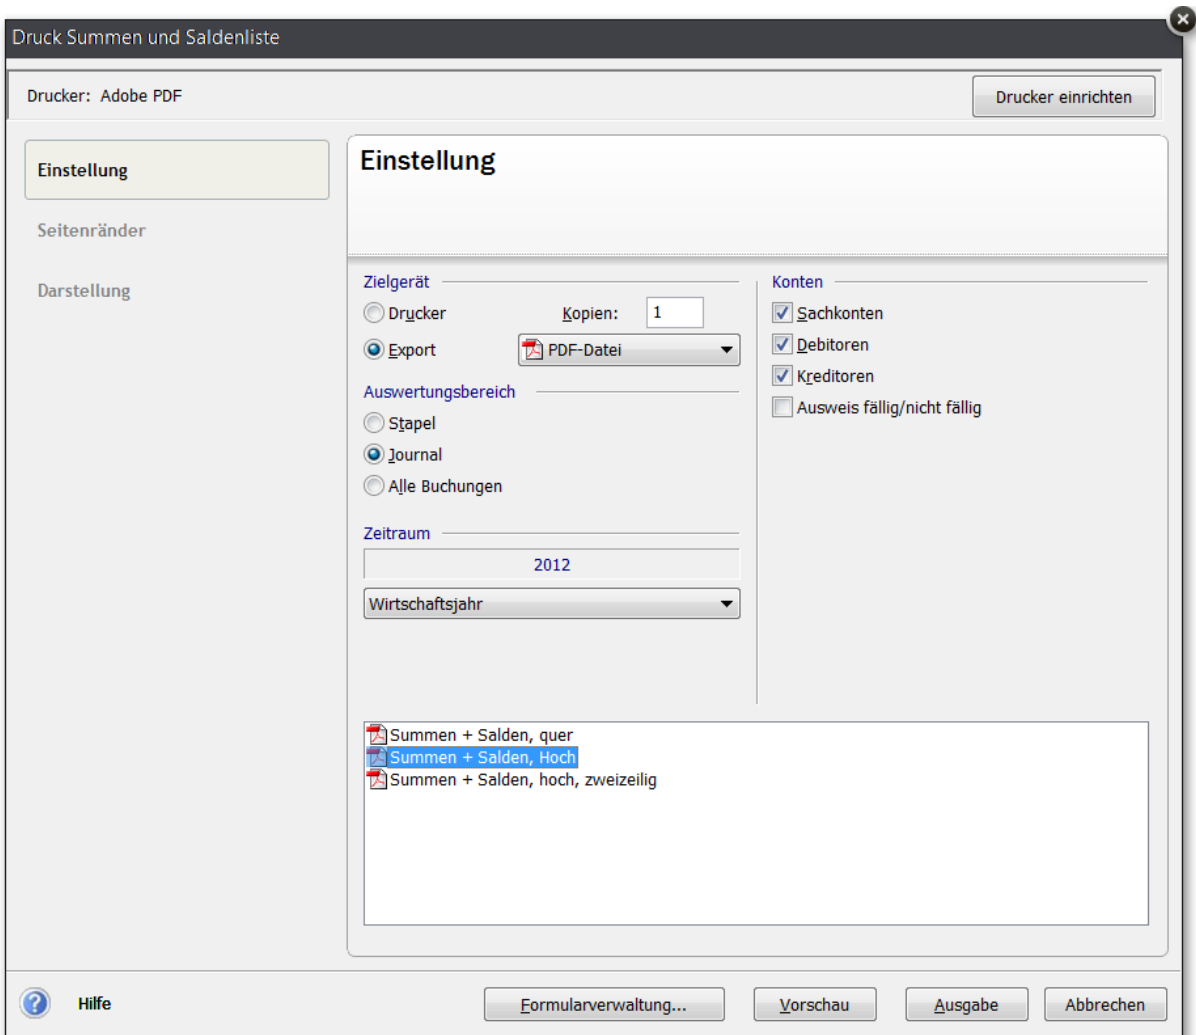 Druck Summen und Saldenliste
Drucker: Adobe PDF
Drucker einrichten
Einstellung
Seitenränder
Darstellung
Einstellung
Zielgerät
Drucker
Kopien: 1
Export
PDF-Datei
Auswertungsbereich
Stapel
Journal
Alle Buchungen
Zeitraum
2012
Wirtschaftsjahr
Konten
Sachkonten
Debitoren
Kreditoren
Ausweis fällig/nicht fällig
Summen + Salden, quer
Summen + Salden, Hoch
Summen + Salden, hoch, zweizeilig
Hilfe
Formularverwaltung...
Vorschau
Ausgabe
Abbrechen